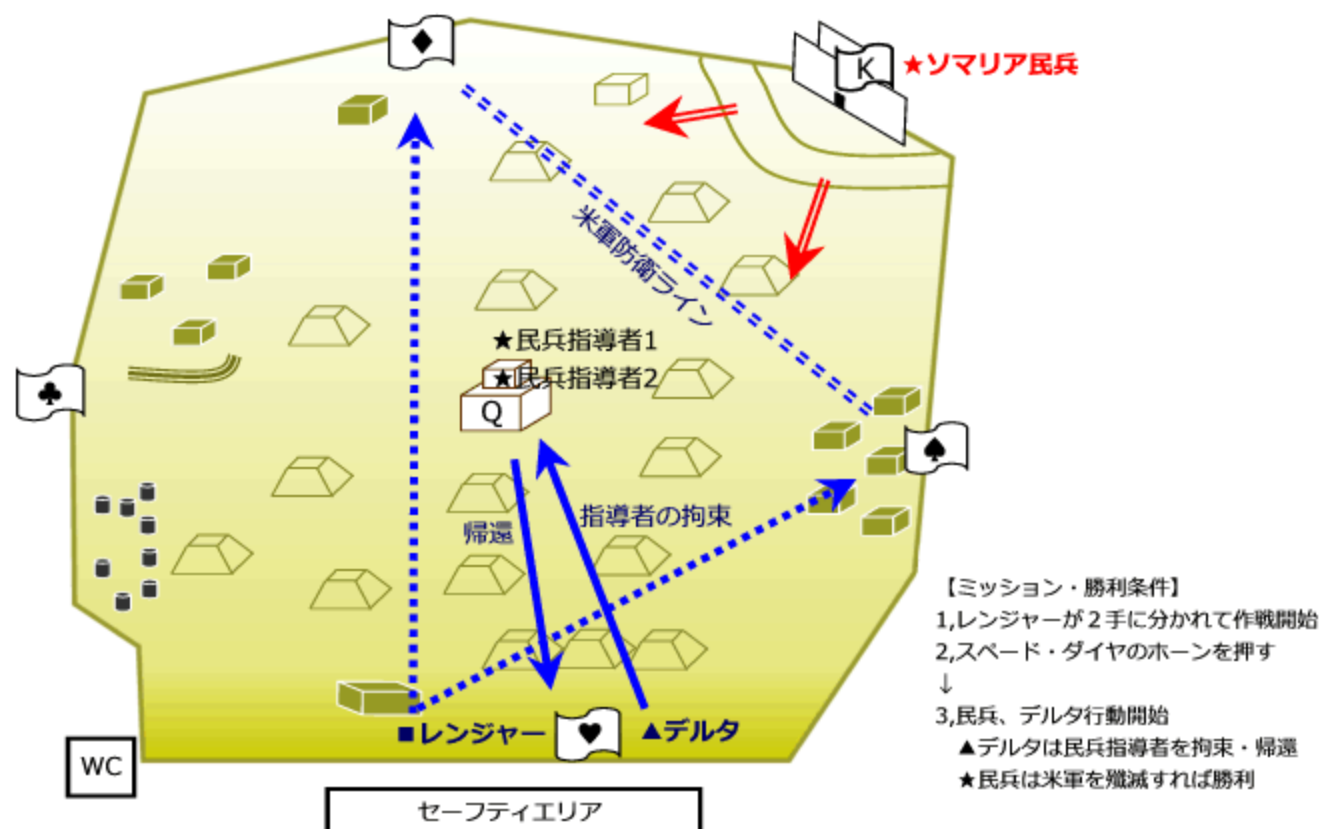 K
★ソマリア民兵
米軍防衛ライン
★民兵指導者1
★民兵指導者2
Q
指導者の拘束
帰還
■レンジャー
▲デルタ
WC
セーフティエリア
【ミッション・勝利条件】
1,レンジャーが２手に分かれて作戦開始
2,スペード・ダイヤのホーンを押す
↓
3,民兵、デルタ行動開始
▲デルタは民兵指導者を拘束・帰還
★民兵は米軍を殲滅すれば勝利